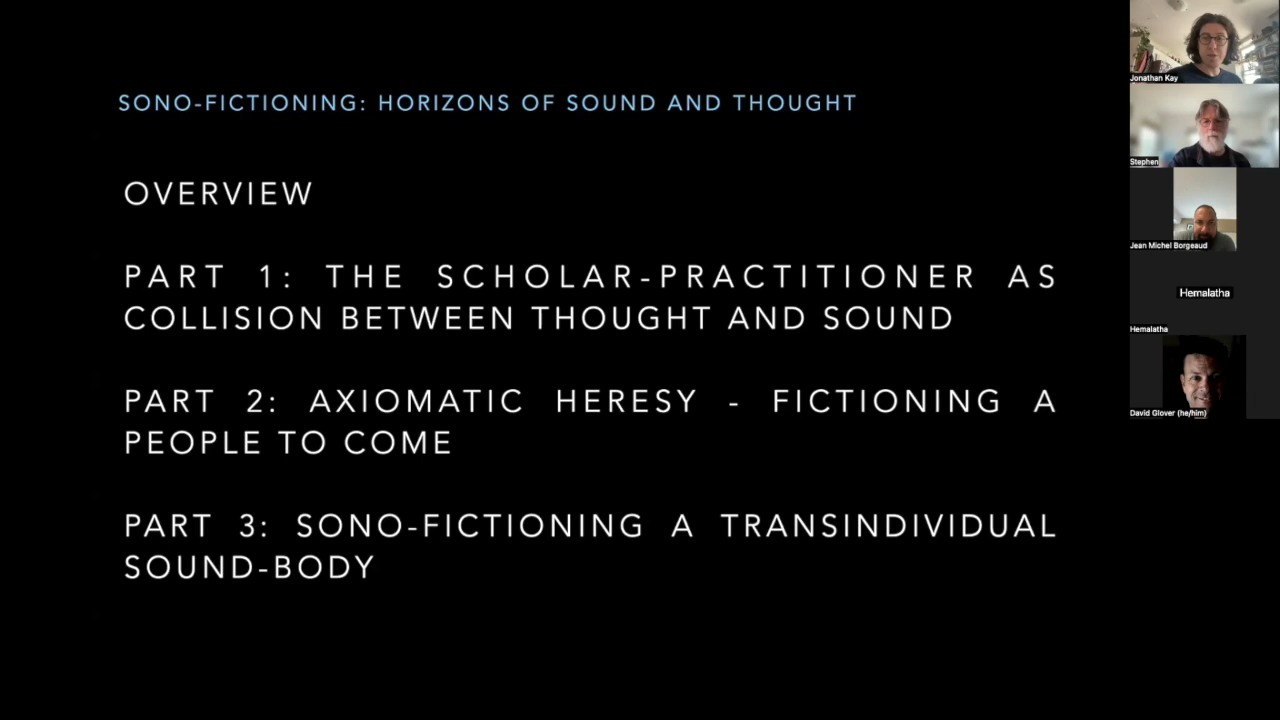 SONO-FICTIONING: HORIZONS OF SOUND AND THOUGHT
OVERVIEW
PART 1: THE SCHOLAR-PRACTITIONER AS
COLLISION BETWEEN THOUGHT AND SOUND
PART 2: AXIOMATIC HERESY - FICTIONING A
PEOPLE TO COME
PART 3: SONO-FICTIONING A TRANSINDIVIDUAL
SOUND-BODY
Jonathan Kay
Stephen
Jean Michel Borgeaud
Hemalatha
Hemalatha
David Glover (he/him)